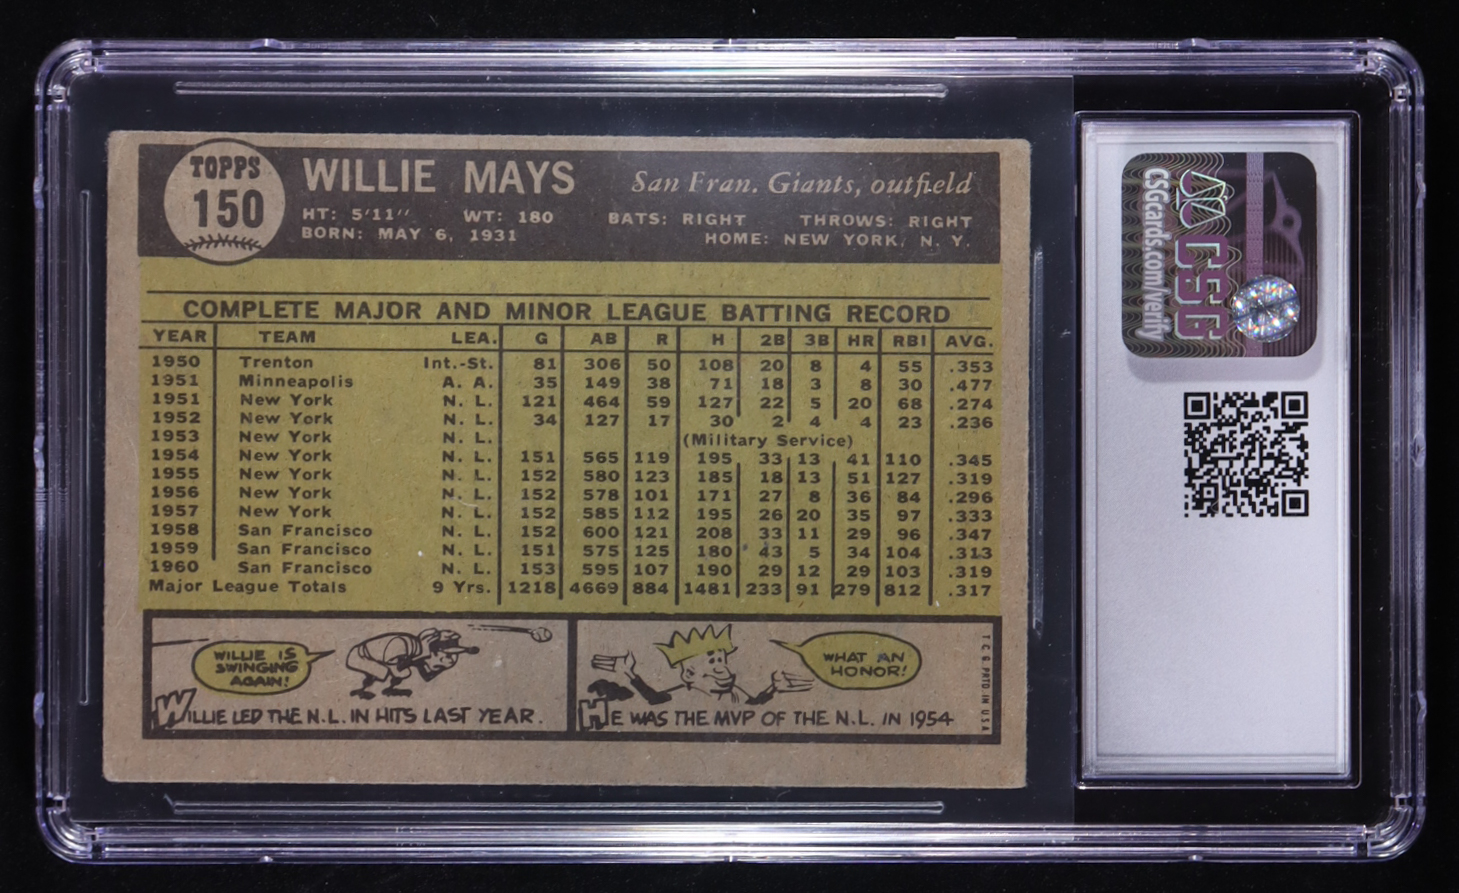 TOPPS
150
WILLIE MAYS San Fran. Giants, outfield
HT: 5'11" WT: 180 BATS: RIGHT THROWS: RIGHT
BORN: MAY 6, 1931 HOME: NEW YORK, N. Y.
COMPLETE MAJOR AND MINOR LEAGUE BATTING RECORD
YEAR TEAM LEA. G AB R H 2B 3B HR RBI AVG.
1950 Trenton Int.-St. 81 306 50 108 20 8 4 55 .353
1951 Minneapolis A. A. 35 149 38 71 18 3 8 30 .477
1951 New York N. L. 121 464 59 127 22 5 20 68 .274
1952 New York N. L. 34 127 17 30 2 4 4 23 .236
1953 New York N. L. (Military Service)
1954 New York N. L. 151 565 119 195 33 13 41 110 .345
1955 New York N. L. 152 580 123 185 18 13 51 127 .319
1956 New York N. L. 152 578 101 171 27 8 36 84 .296
1957 New York N. L. 152 585 112 195 26 20 35 97 .333
1958 San Francisco N. L. 152 600 121 208 33 11 29 96 .347
1959 San Francisco N. L. 151 575 125 180 43 5 34 104 .313
1960 San Francisco N. L. 153 595 107 190 29 12 29 103 .319
Major League Totals 9 Yrs. 1218 4669 884 1481 233 91 279 812 .317
WILLIE IS
SWINGING
AGAIN!
WILLIE LED THE N.L. IN HITS LAST YEAR.
WHAT AN
HONOR!
HE WAS THE MVP OF THE N.L. IN 1954
T.C.G. PRTD. IN U.S.A.
CSG
CSGcards.com/verify